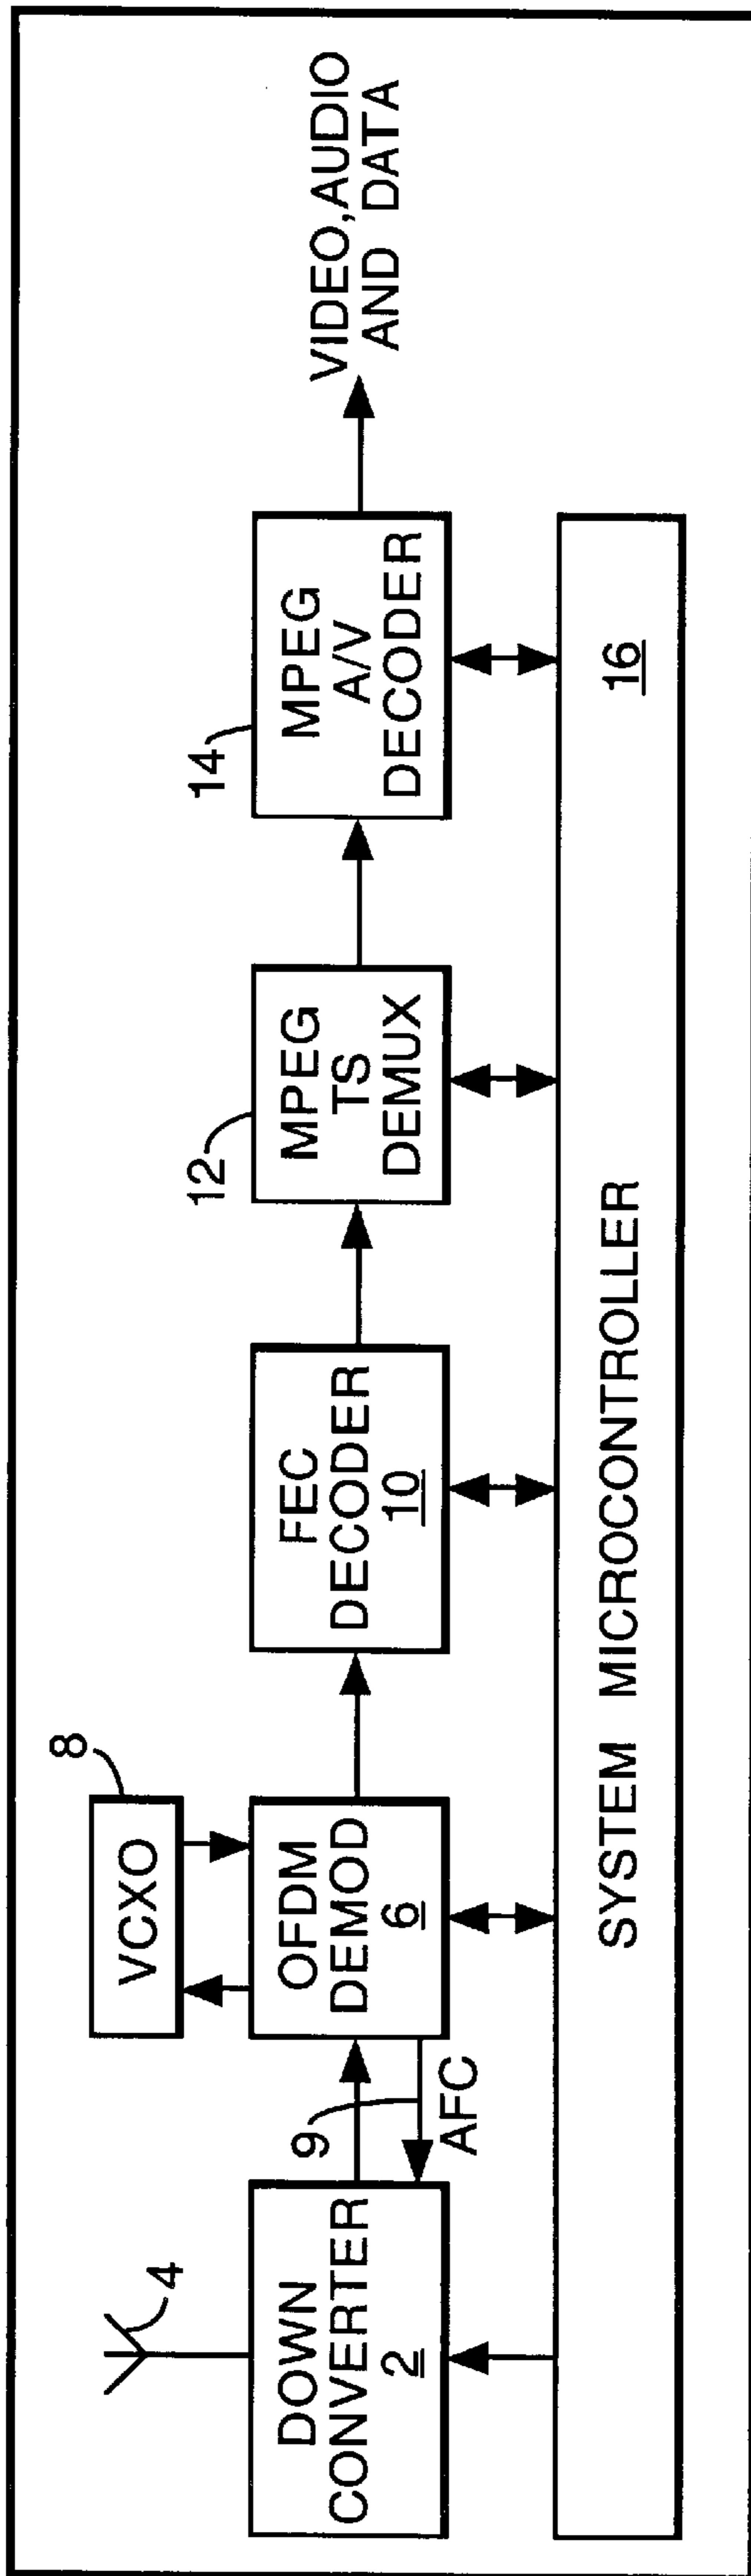 4
DOWN
CONVERTER
2
9
AFC
VCXO
8
OFDM
DEMOD
6
FEC
DECODER
10
12
MPEG
TS
DEMUX
14
MPEG
A/V
DECODER
VIDEO,AUDIO
AND DATA
SYSTEM MICROCONTROLLER
16